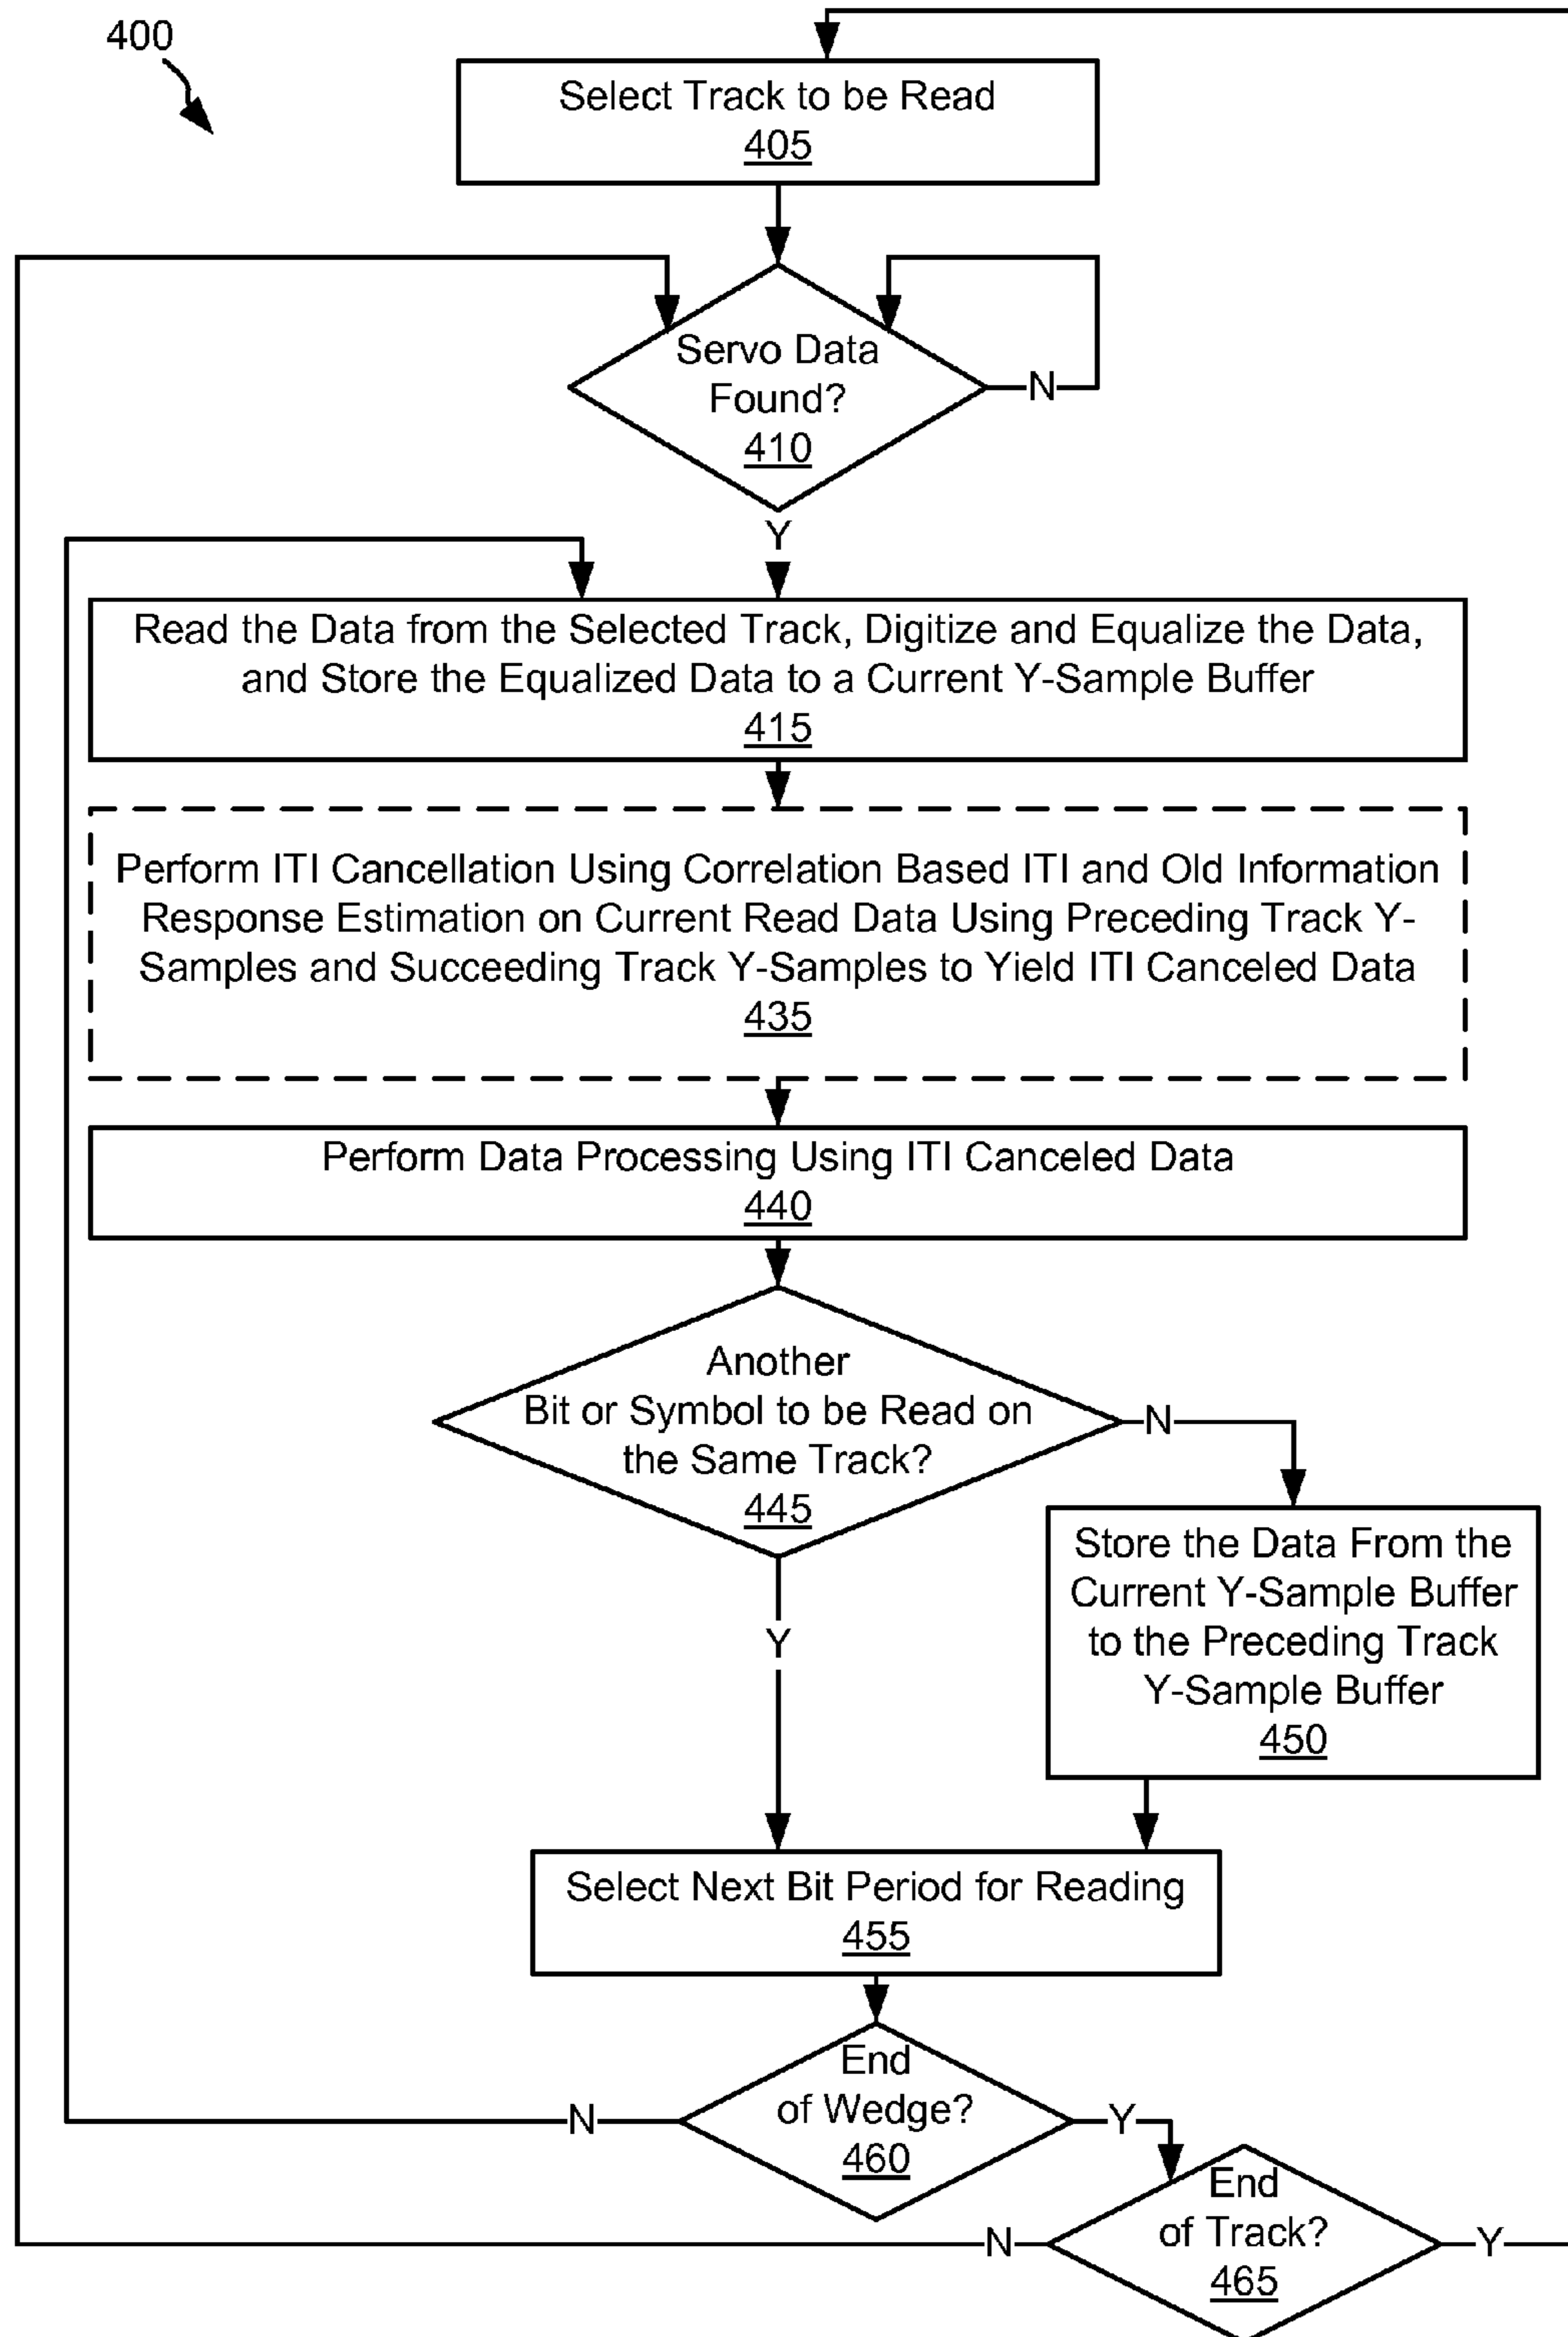 400
Select Track to be Read
405
Servo Data
Found?
410
N
Y
Read the Data from the Selected Track, Digitize and Equalize the Data,
and Store the Equalized Data to a Current Y-Sample Buffer
415
Perform ITI Cancellation Using Correlation Based ITI and Old Information
Response Estimation on Current Read Data Using Preceding Track Y-
Samples and Succeeding Track Y-Samples to Yield ITI Canceled Data
435
Perform Data Processing Using ITI Canceled Data
440
Another
Bit or Symbol to be Read on
the Same Track?
445
N
Y
Store the Data From the
Current Y-Sample Buffer
to the Preceding Track
Y-Sample Buffer
450
Select Next Bit Period for Reading
455
End
of Wedge?
460
N
Y
End
of Track?
465
N
Y